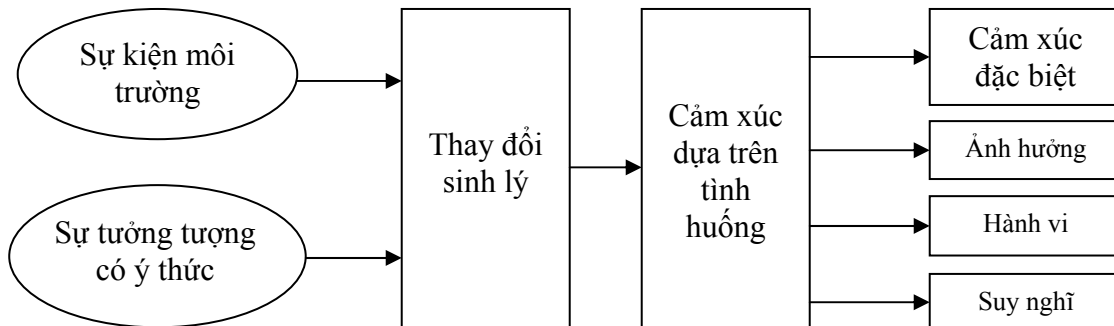 Sự kiện môi
trường
Sự tưởng tượng
có ý thức
Thay đổi
sinh lý
Cảm xúc
dựa trên
tình
huống
Cảm xúc
đặc biệt
Ảnh hưởng
Hành vi
Suy nghĩ